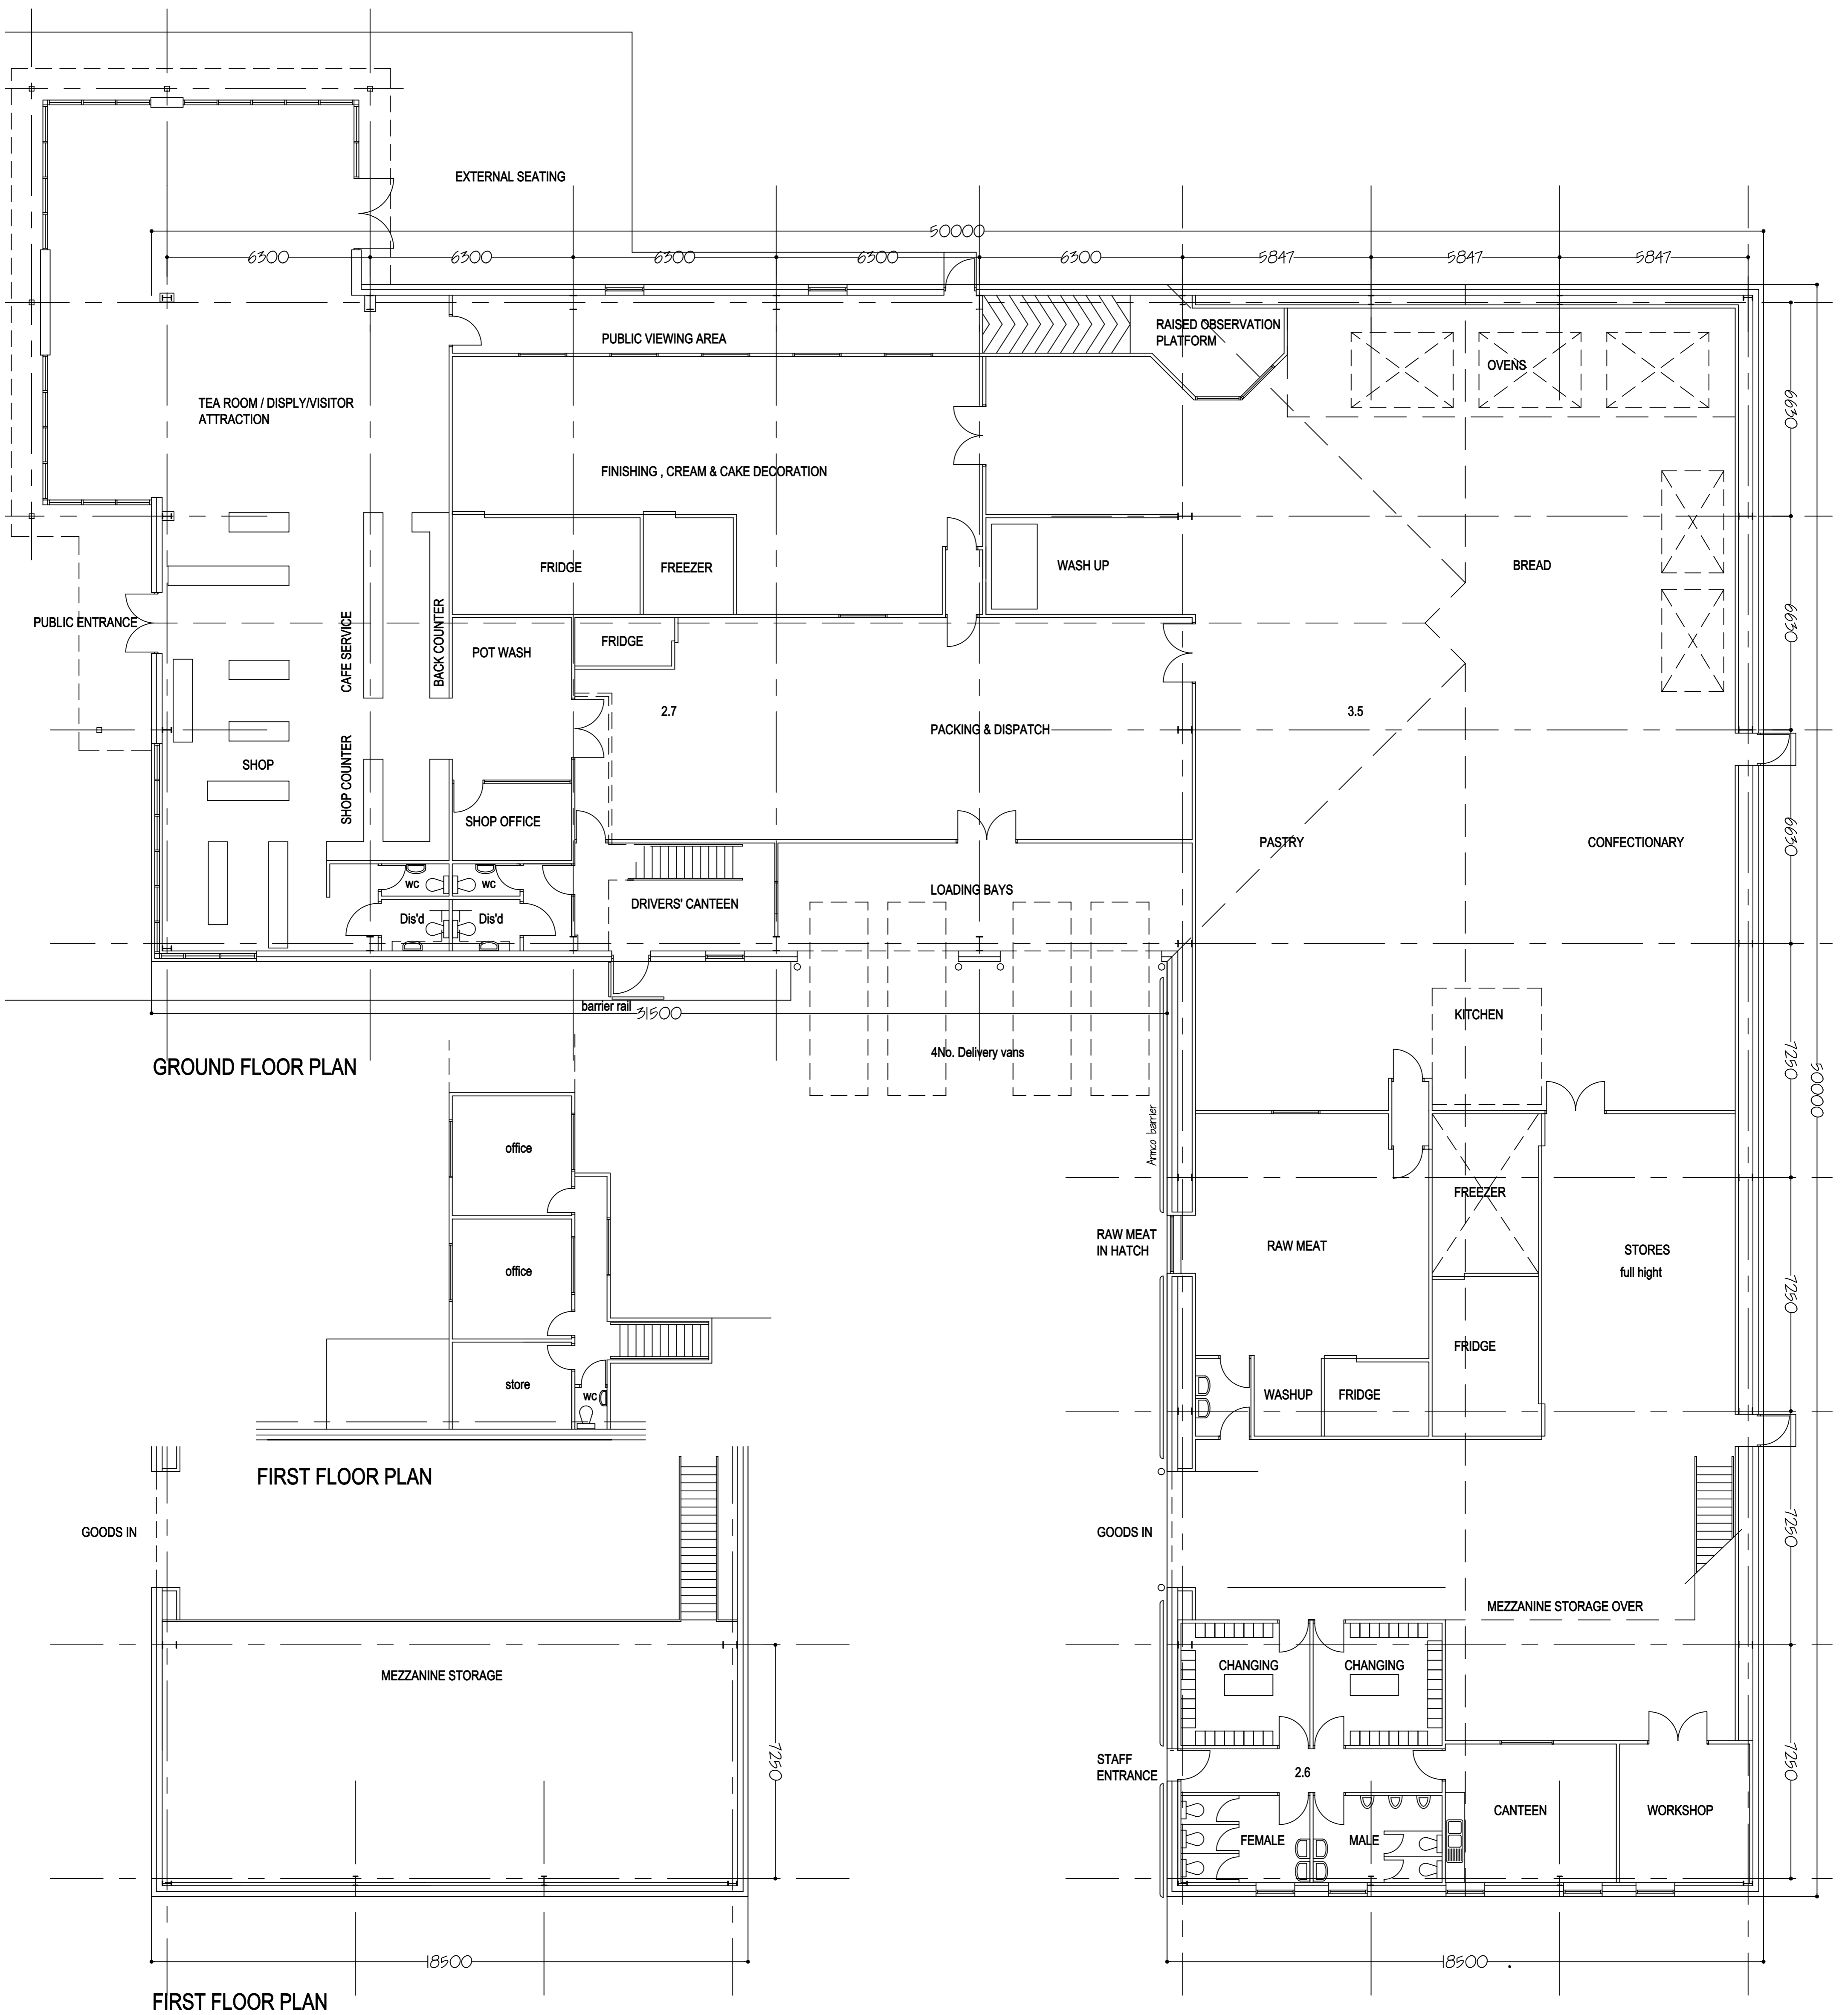 EXTERNAL SEATING
50000
6300
6300
6300
6300
6300
5847
5847
5847
PUBLIC VIEWING AREA
RAISED OBSERVATION
PLATFORM
OVENS
TEA ROOM / DISPLY/VISITOR
ATTRACTION
6630
FINISHING , CREAM & CAKE DECORATION
FRIDGE
FREEZER
WASH UP
BREAD
PUBLIC ENTRANCE
CAFE SERVICE
BACK COUNTER
POT WASH
FRIDGE
6630
2.7
3.5
PACKING & DISPATCH
SHOP
SHOP COUNTER
SHOP OFFICE
PASTRY
CONFECTIONARY
6630
WC
WC
Dis'd
Dis'd
DRIVERS' CANTEEN
LOADING BAYS
barrier rail
31500
KITCHEN
4No. Delivery vans
7250
50000
GROUND FLOOR PLAN
Armco barrier
office
office
store
WC
FREEZER
RAW MEAT
IN HATCH
RAW MEAT
STORES
full hight
7250
FRIDGE
WASHUP
FRIDGE
FIRST FLOOR PLAN
GOODS IN
GOODS IN
7250
MEZZANINE STORAGE OVER
MEZZANINE STORAGE
CHANGING
CHANGING
7250
STAFF
ENTRANCE
2.6
7250
CANTEEN
WORKSHOP
FEMALE
MALE
18500
18500
FIRST FLOOR PLAN